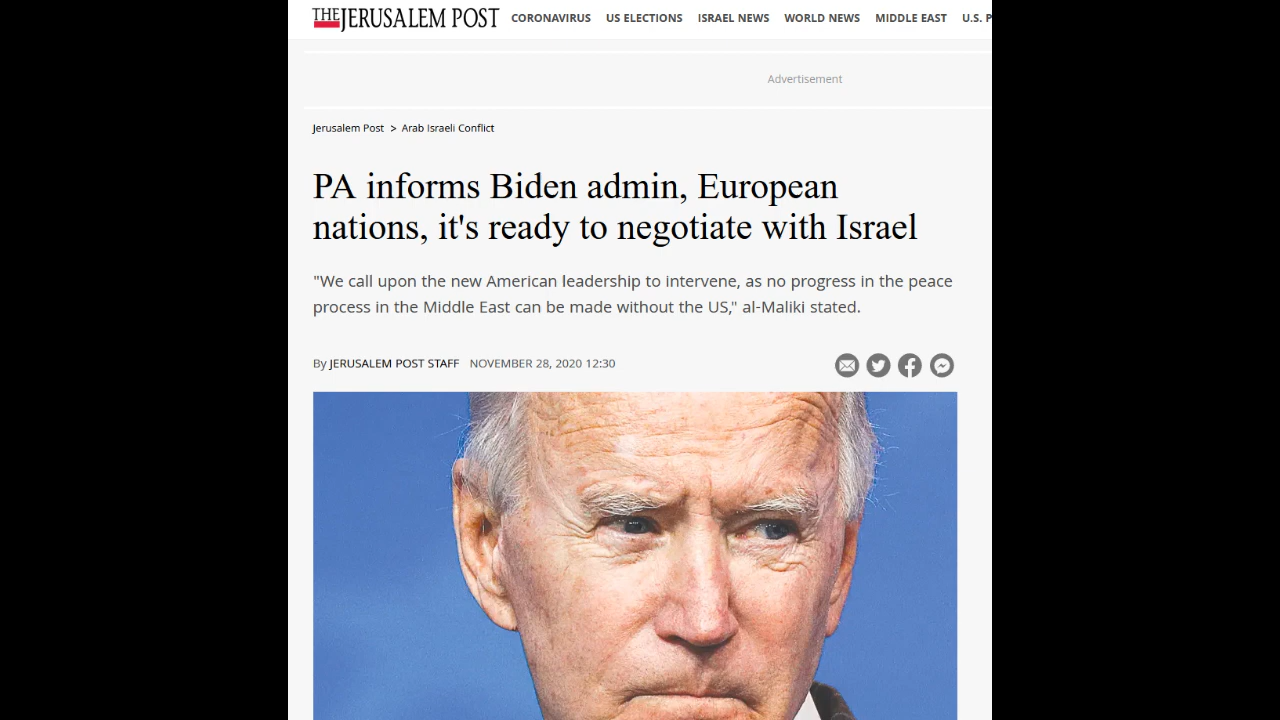 THE JERUSALEM POST CORONAVIRUS US ELECTIONS ISRAEL NEWS WORLD NEWS MIDDLE EAST U.S. P
Advertisement
Jerusalem Post > Arab Israeli Conflict
PA informs Biden admin, European
nations, it's ready to negotiate with Israel
"We call upon the new American leadership to intervene, as no progress in the peace
process in the Middle East can be made without the US," al-Maliki stated.
By JERUSALEM POST STAFF NOVEMBER 28, 2020 12:30